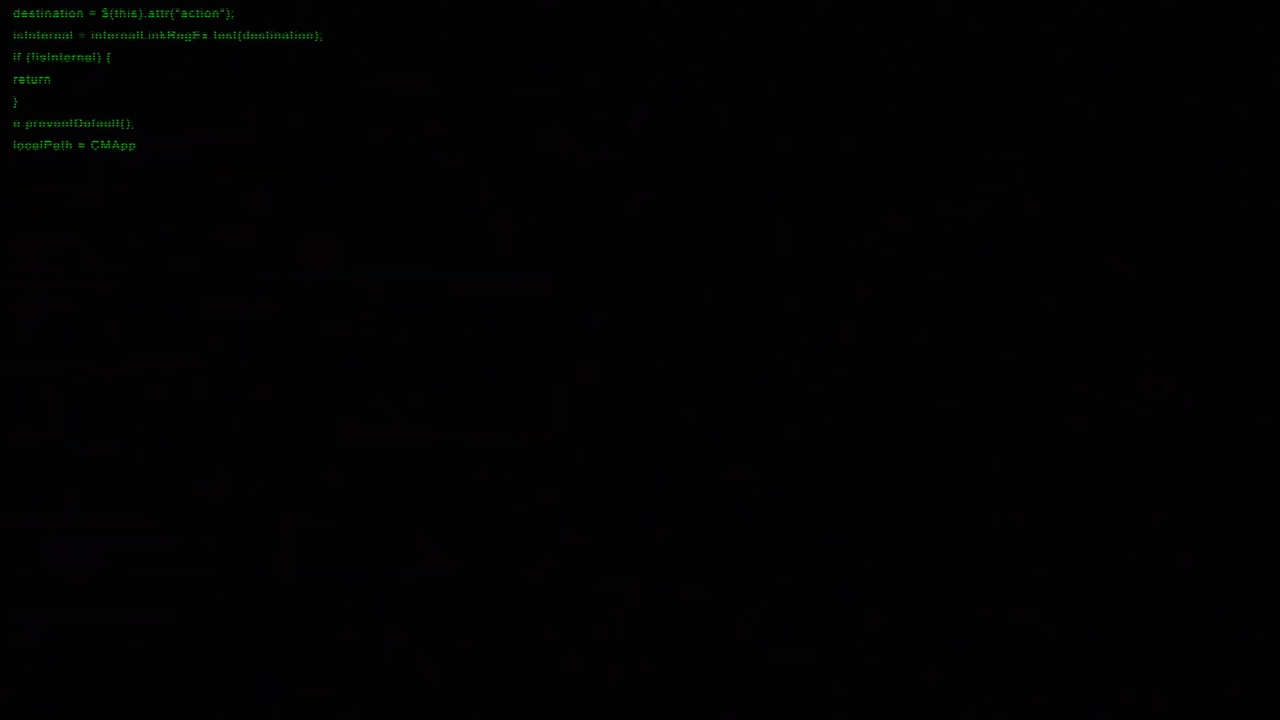 destination = $(this).attr("action");
isInternal = internalLinkRegEx.test(destination);
if (!isInternal) {
return
}
e.preventDefault();
localPath = CMApp